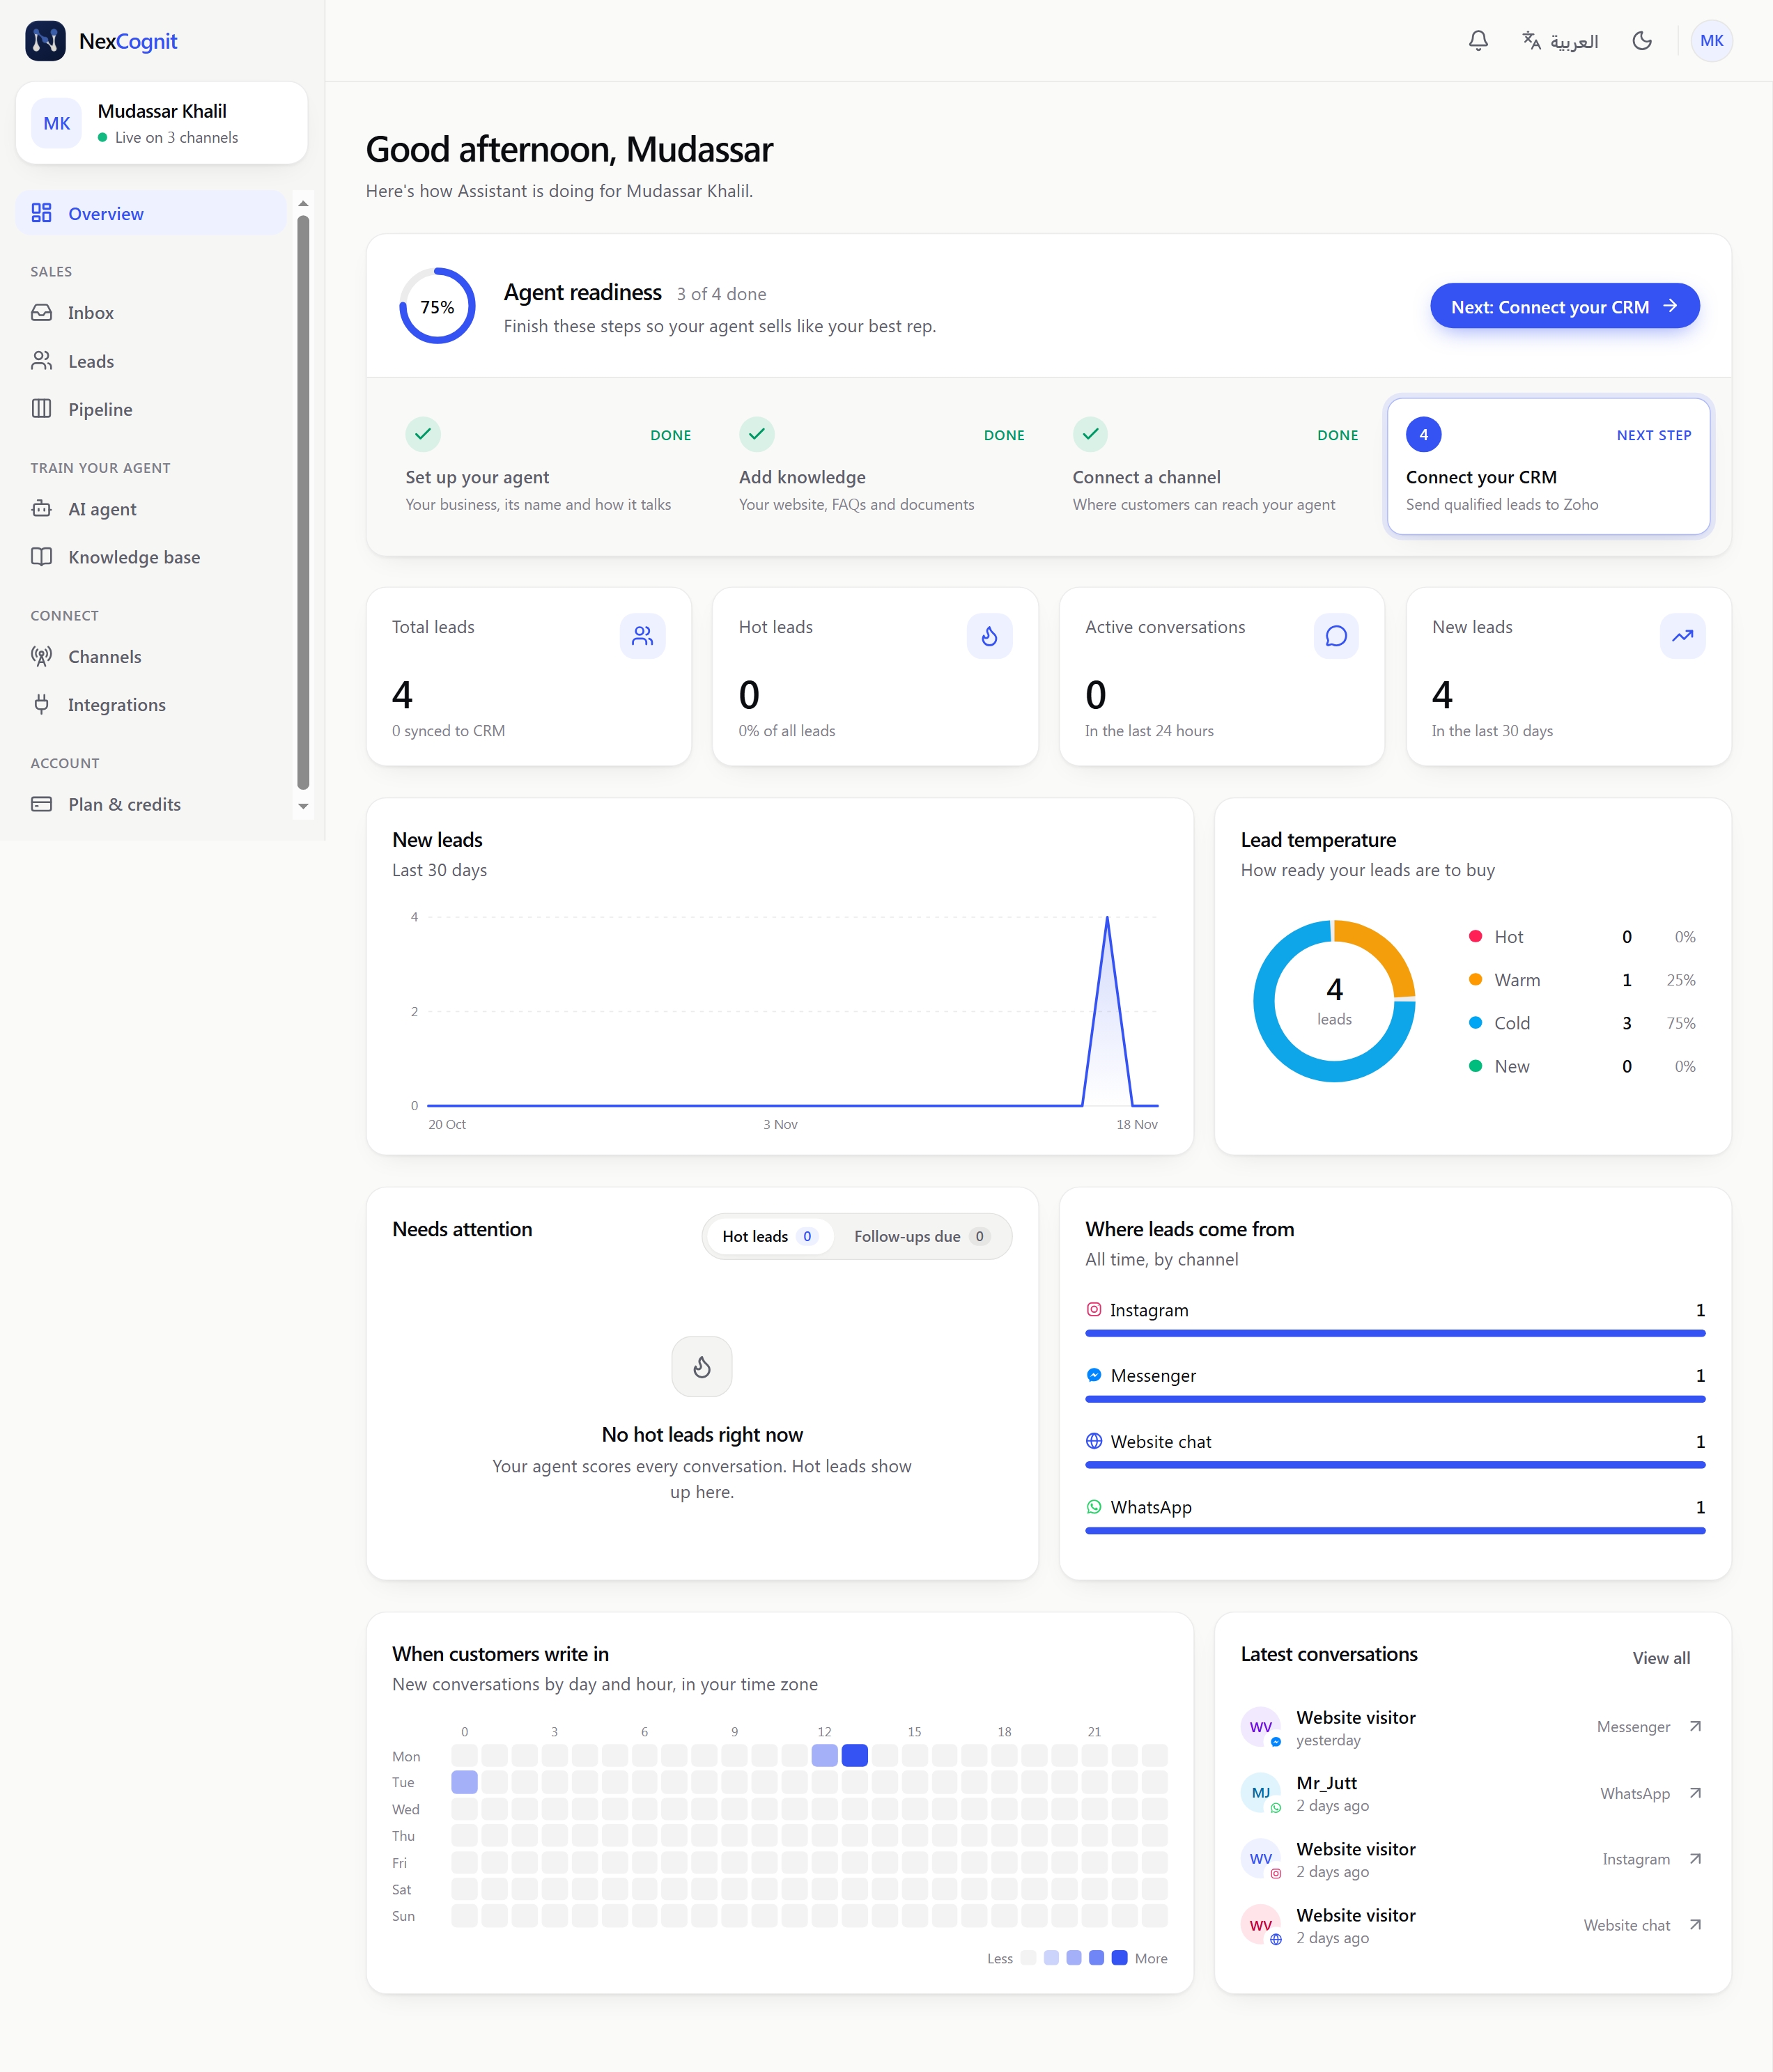 NexCognit
العربية
MK
MK
Mudassar Khalil
Live on 3 channels
Overview
SALES
Inbox
Leads
Pipeline
TRAIN YOUR AGENT
AI agent
Knowledge base
CONNECT
Channels
Integrations
ACCOUNT
Plan & credits
Good afternoon, Mudassar
Here's how Assistant is doing for Mudassar Khalil.
75%
Agent readiness 3 of 4 done
Finish these steps so your agent sells like your best rep.
Next: Connect your CRM
DONE
Set up your agent
Your business, its name and how it talks
DONE
Add knowledge
Your website, FAQs and documents
DONE
Connect a channel
Where customers can reach your agent
4 NEXT STEP
Connect your CRM
Send qualified leads to Zoho
Total leads
4
0 synced to CRM
Hot leads
0
0% of all leads
Active conversations
0
In the last 24 hours
New leads
4
In the last 30 days
New leads
Last 30 days
4
2
0
20 Oct 3 Nov 18 Nov
Lead temperature
How ready your leads are to buy
4
leads
Hot 0 0%
Warm 1 25%
Cold 3 75%
New 0 0%
Needs attention
Hot leads 0 Follow-ups due 0
No hot leads right now
Your agent scores every conversation. Hot leads show
up here.
Where leads come from
All time, by channel
Instagram 1
Messenger 1
Website chat 1
WhatsApp 1
When customers write in
New conversations by day and hour, in your time zone
0 3 6 9 12 15 18 21
Mon
Tue
Wed
Thu
Fri
Sat
Sun
Less More
Latest conversations
View all
WV Website visitor Messenger
yesterday
MJ Mr_Jutt WhatsApp
2 days ago
WV Website visitor Instagram
2 days ago
WV Website visitor Website chat
2 days ago